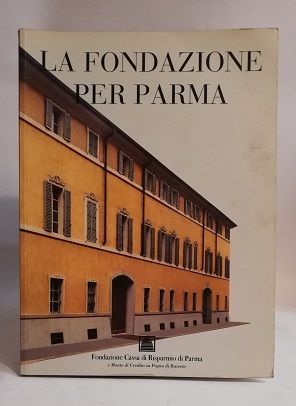 LA FONDAZIONE
PER PARMA
Fondazione Cassa di Risparmio di Parma
e Monte di Credito su Pegno di Busseto